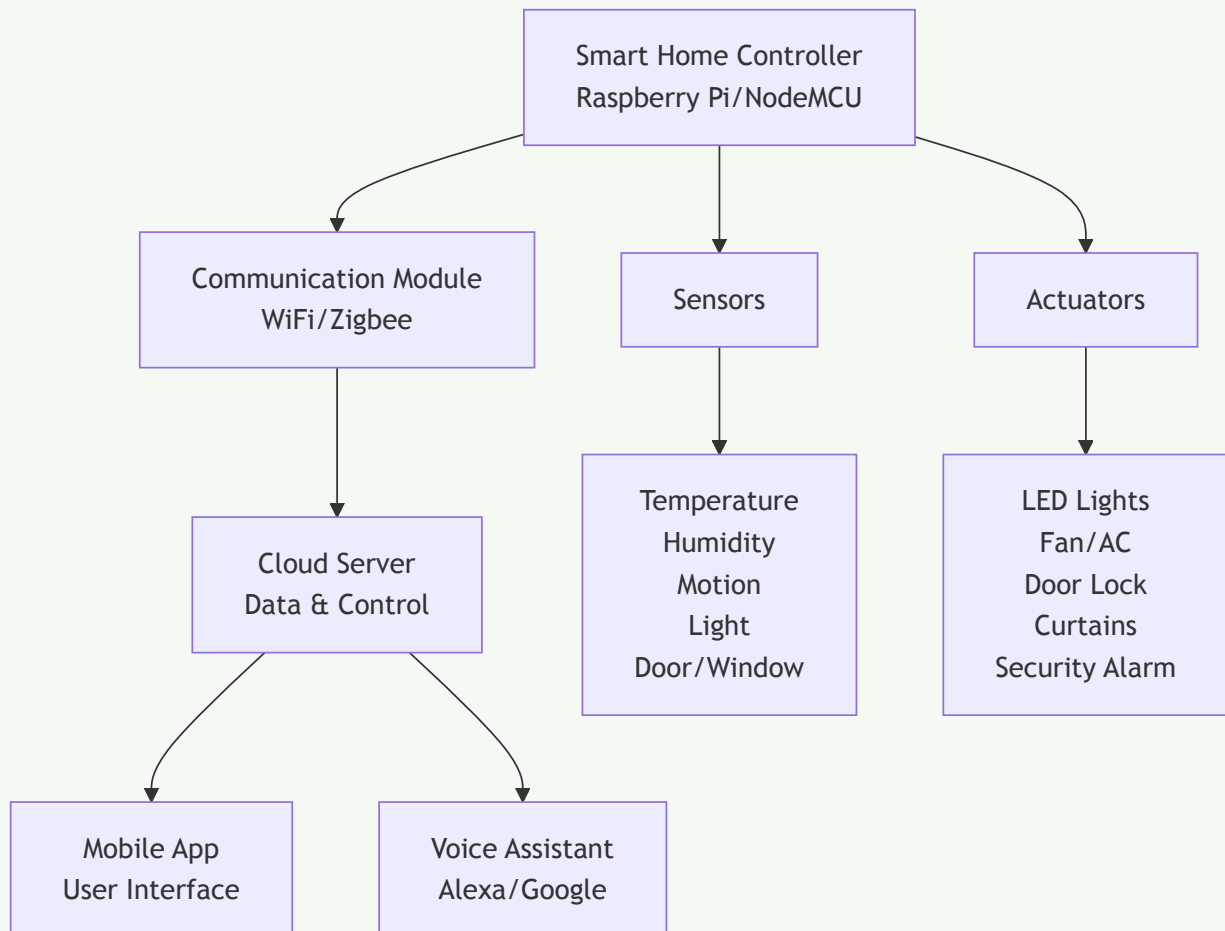 Smart Home Controller
Raspberry Pi/NodeMCU
Communication Module
WiFi/Zigbee
Sensors
Actuators
Temperature
Humidity
Motion
Light
Door/Window
LED Lights
Fan/AC
Door Lock
Curtains
Security Alarm
Cloud Server
Data & Control
Mobile App
User Interface
Voice Assistant
Alexa/Google